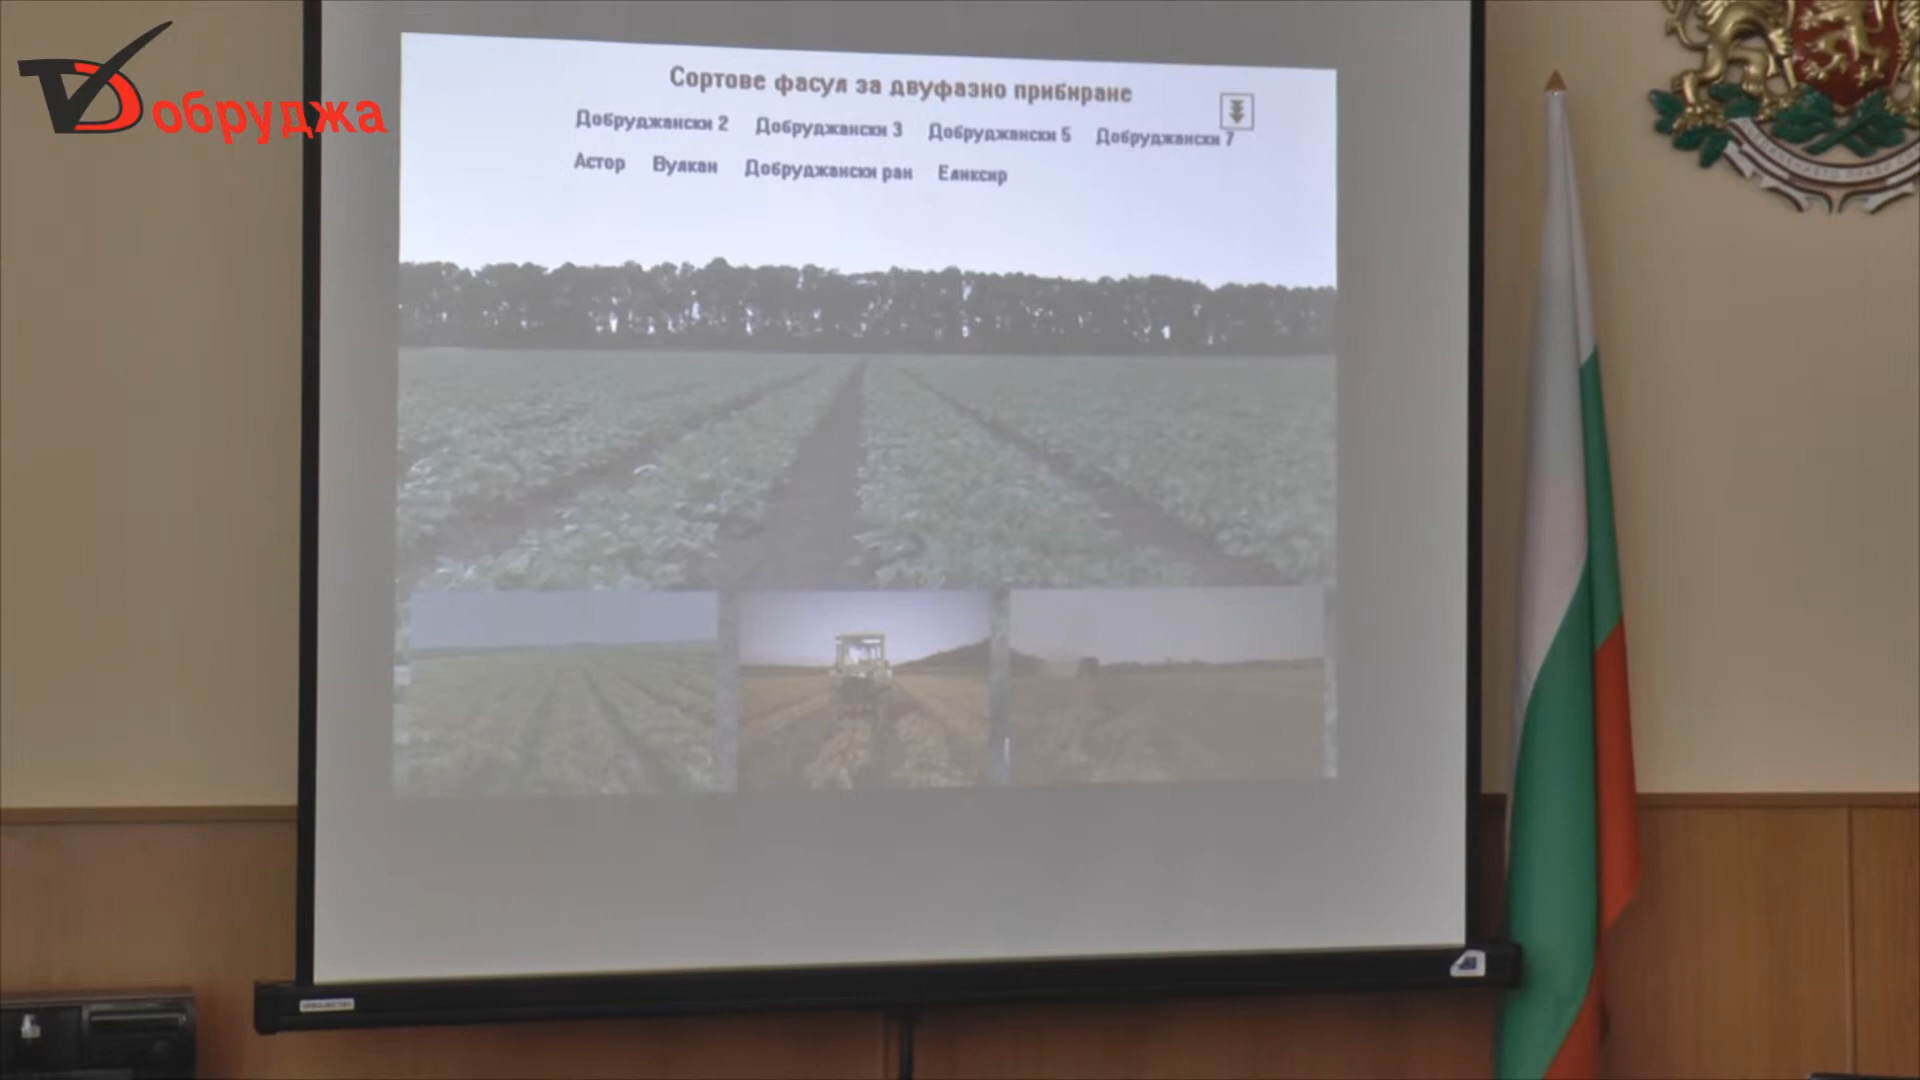 Добруджа
Сортове фасул за двуфазно прибиране
Добруджански 2 Добруджански 3 Добруджански 5 Добруджански 7
Астор Вулкан Добруджански ран Еликсир